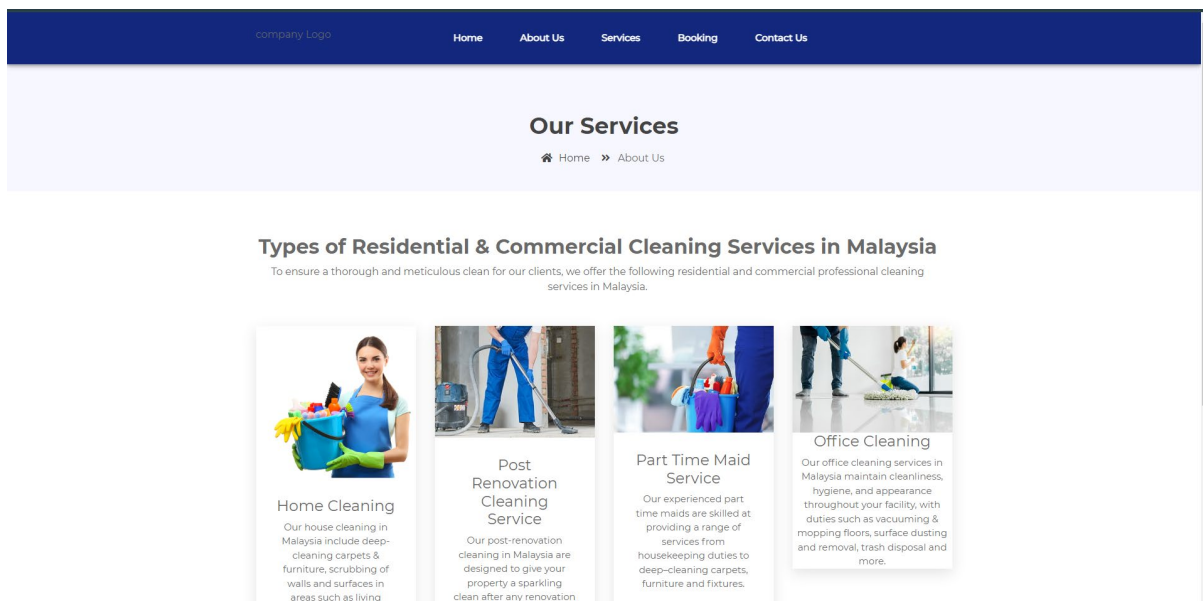 company Logo
Home About Us Services Booking Contact Us
Our Services
Home » About Us
Types of Residential & Commercial Cleaning Services in Malaysia
To ensure a thorough and meticulous clean for our clients, we offer the following residential and commercial professional cleaning
services in Malaysia.
Home Cleaning
Our house cleaning in
Malaysia include deep-
cleaning carpets &
furniture, scrubbing of
walls and surfaces in
areas such as living
Post
Renovation
Cleaning
Service
Our post-renovation
cleaning in Malaysia are
designed to give your
property a sparkling
clean after any renovation
Part Time Maid
Service
Our experienced part
time maids are skilled at
providing a range of
services from
housekeeping duties to
deep–cleaning carpets,
furniture and fixtures.
Office Cleaning
Our office cleaning services in
Malaysia maintain cleanliness,
hygiene, and appearance
throughout your facility, with
duties such as vacuuming &
mopping floors, surface dusting
and removal, trash disposal and
more.